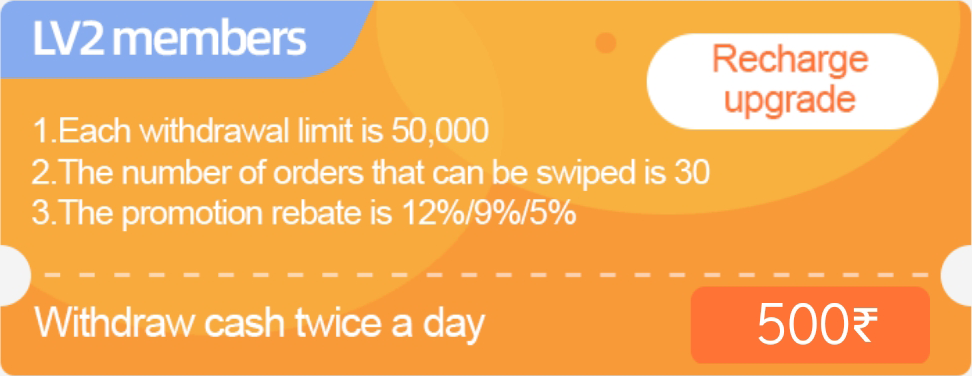 LV2 members
Recharge
upgrade
1.Each withdrawal limit is 50,000
2.The number of orders that can be swiped is 30
3.The promotion rebate is 12%/9%/5%
Withdraw cash twice a day
500₹